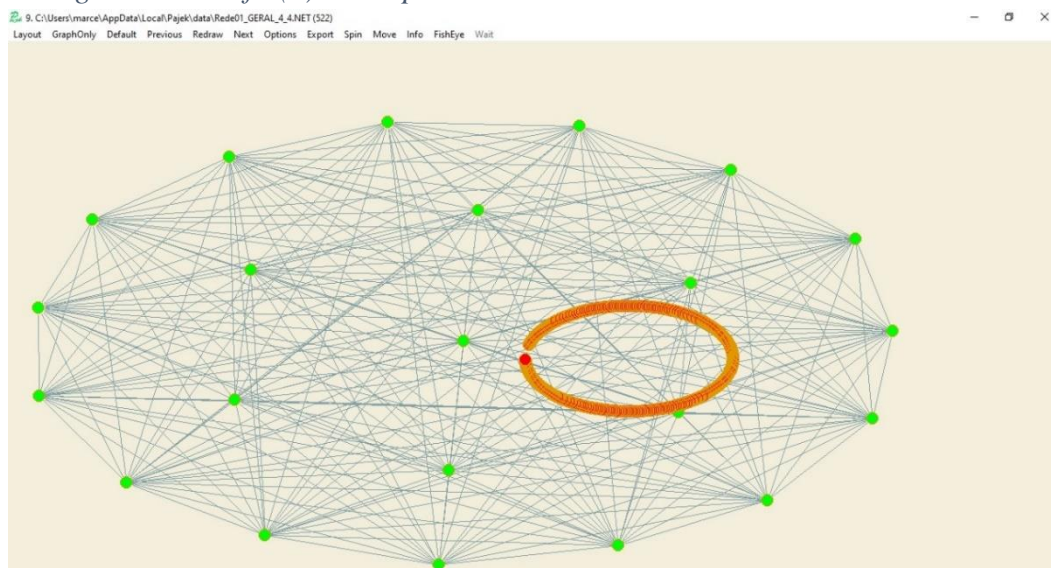 9. C:\Users\marce\AppData\Local\Pajek\data\Rede01_GERAL_4_4.NET (522)
Layout GraphOnly Default Previous Redraw Next Options Export Spin Move Info FishEye Wait